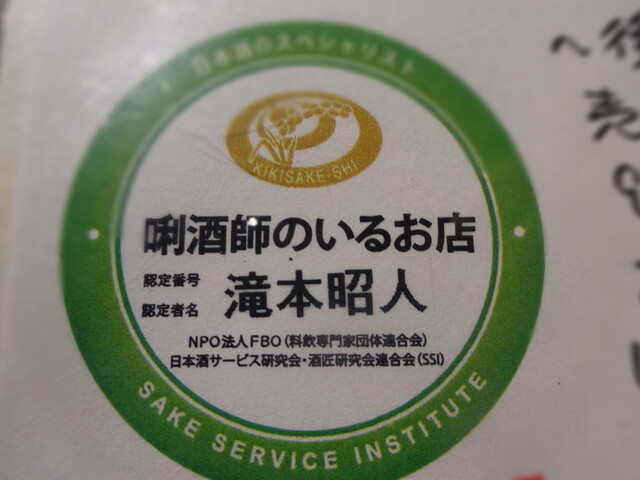 日本酒のスペシャリスト
KIKISAKE-SHI
唎酒師のいるお店
認定番号
認定者名 滝本昭人
NPO法人FBO(料飲専門家団体連合会)
日本酒サービス研究会・酒匠研究会連合会(SSI)
SAKE SERVICE INSTITUTE
売